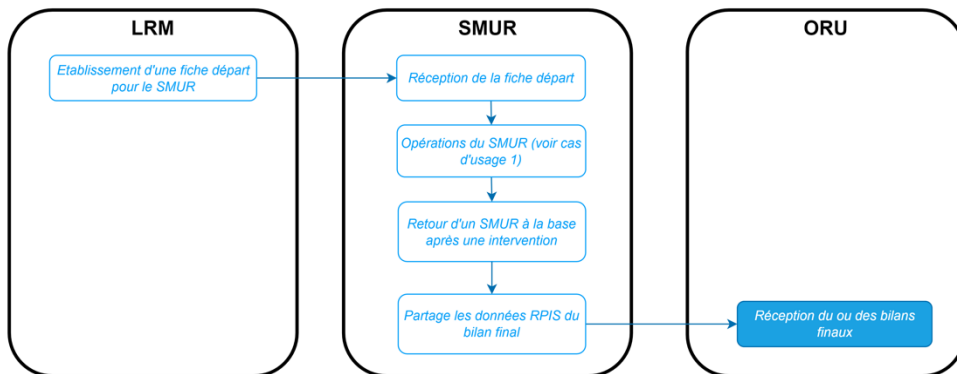 LRM
SMUR
ORU
Etablissement d'une fiche départ
pour le SMUR
Réception de la fiche départ
Opérations du SMUR (voir cas
d'usage 1)
Retour d'un SMUR à la base
après une intervention
Partage les données RPIS du
bilan final
Réception du ou des bilans
finaux